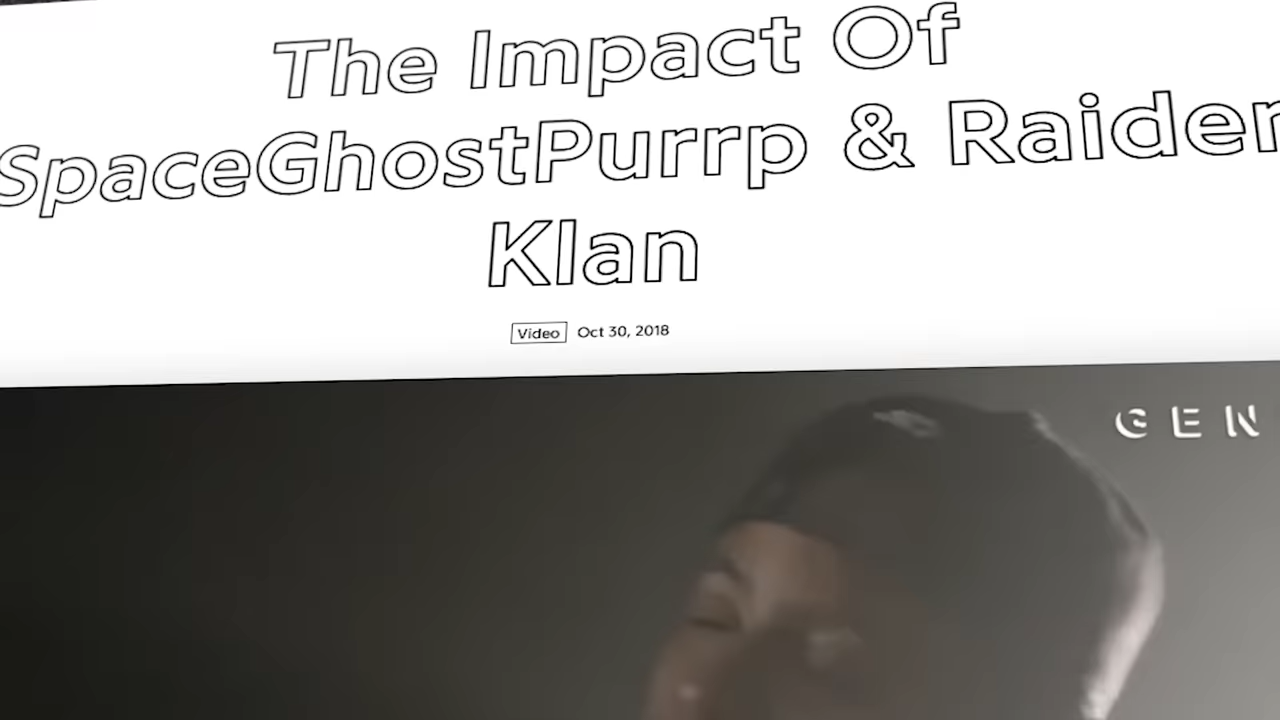 The Impact Of
SpaceGhostPurrp & Raider
Klan
Video Oct 30, 2018
GEN